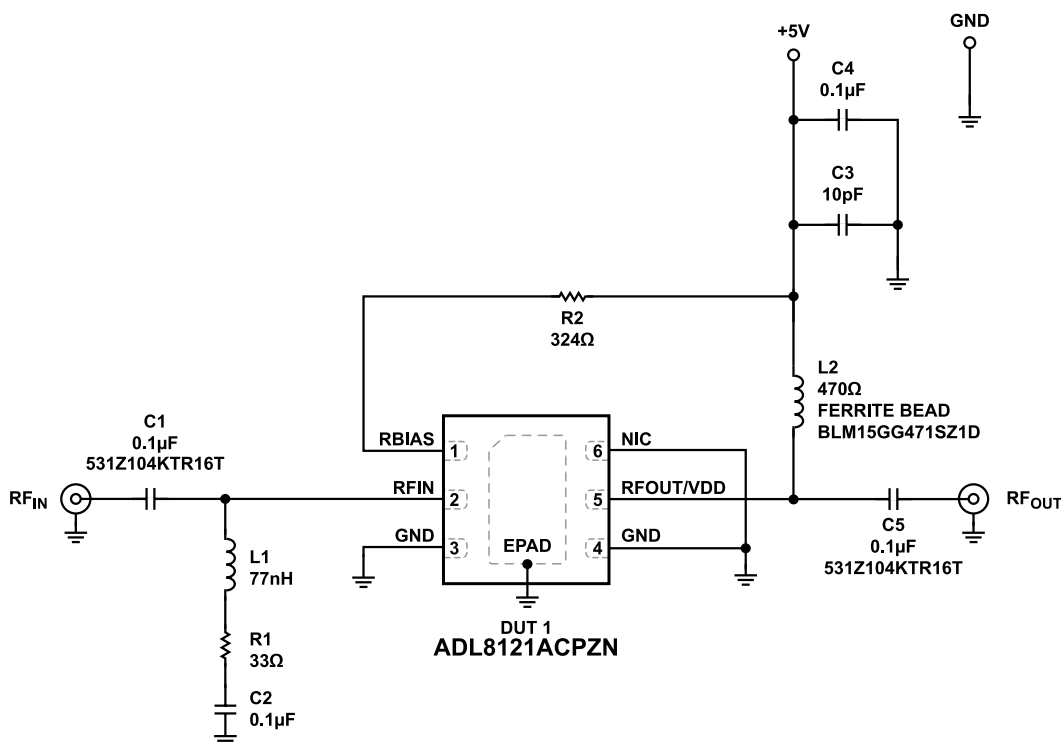 +5V
GND
C4
0.1µF
C3
10pF
R2
324Ω
L2
470Ω
FERRITE BEAD
BLM15GG471SZ1D
C1
0.1µF
531Z104KTR16T
RBIAS
1
6
NIC
RFIN
RFIN
2
5
RFOUT/VDD
RFOUT
GND
3
4
GND
EPAD
C5
0.1µF
531Z104KTR16T
L1
77nH
DUT 1
ADL8121ACPZN
R1
33Ω
C2
0.1µF